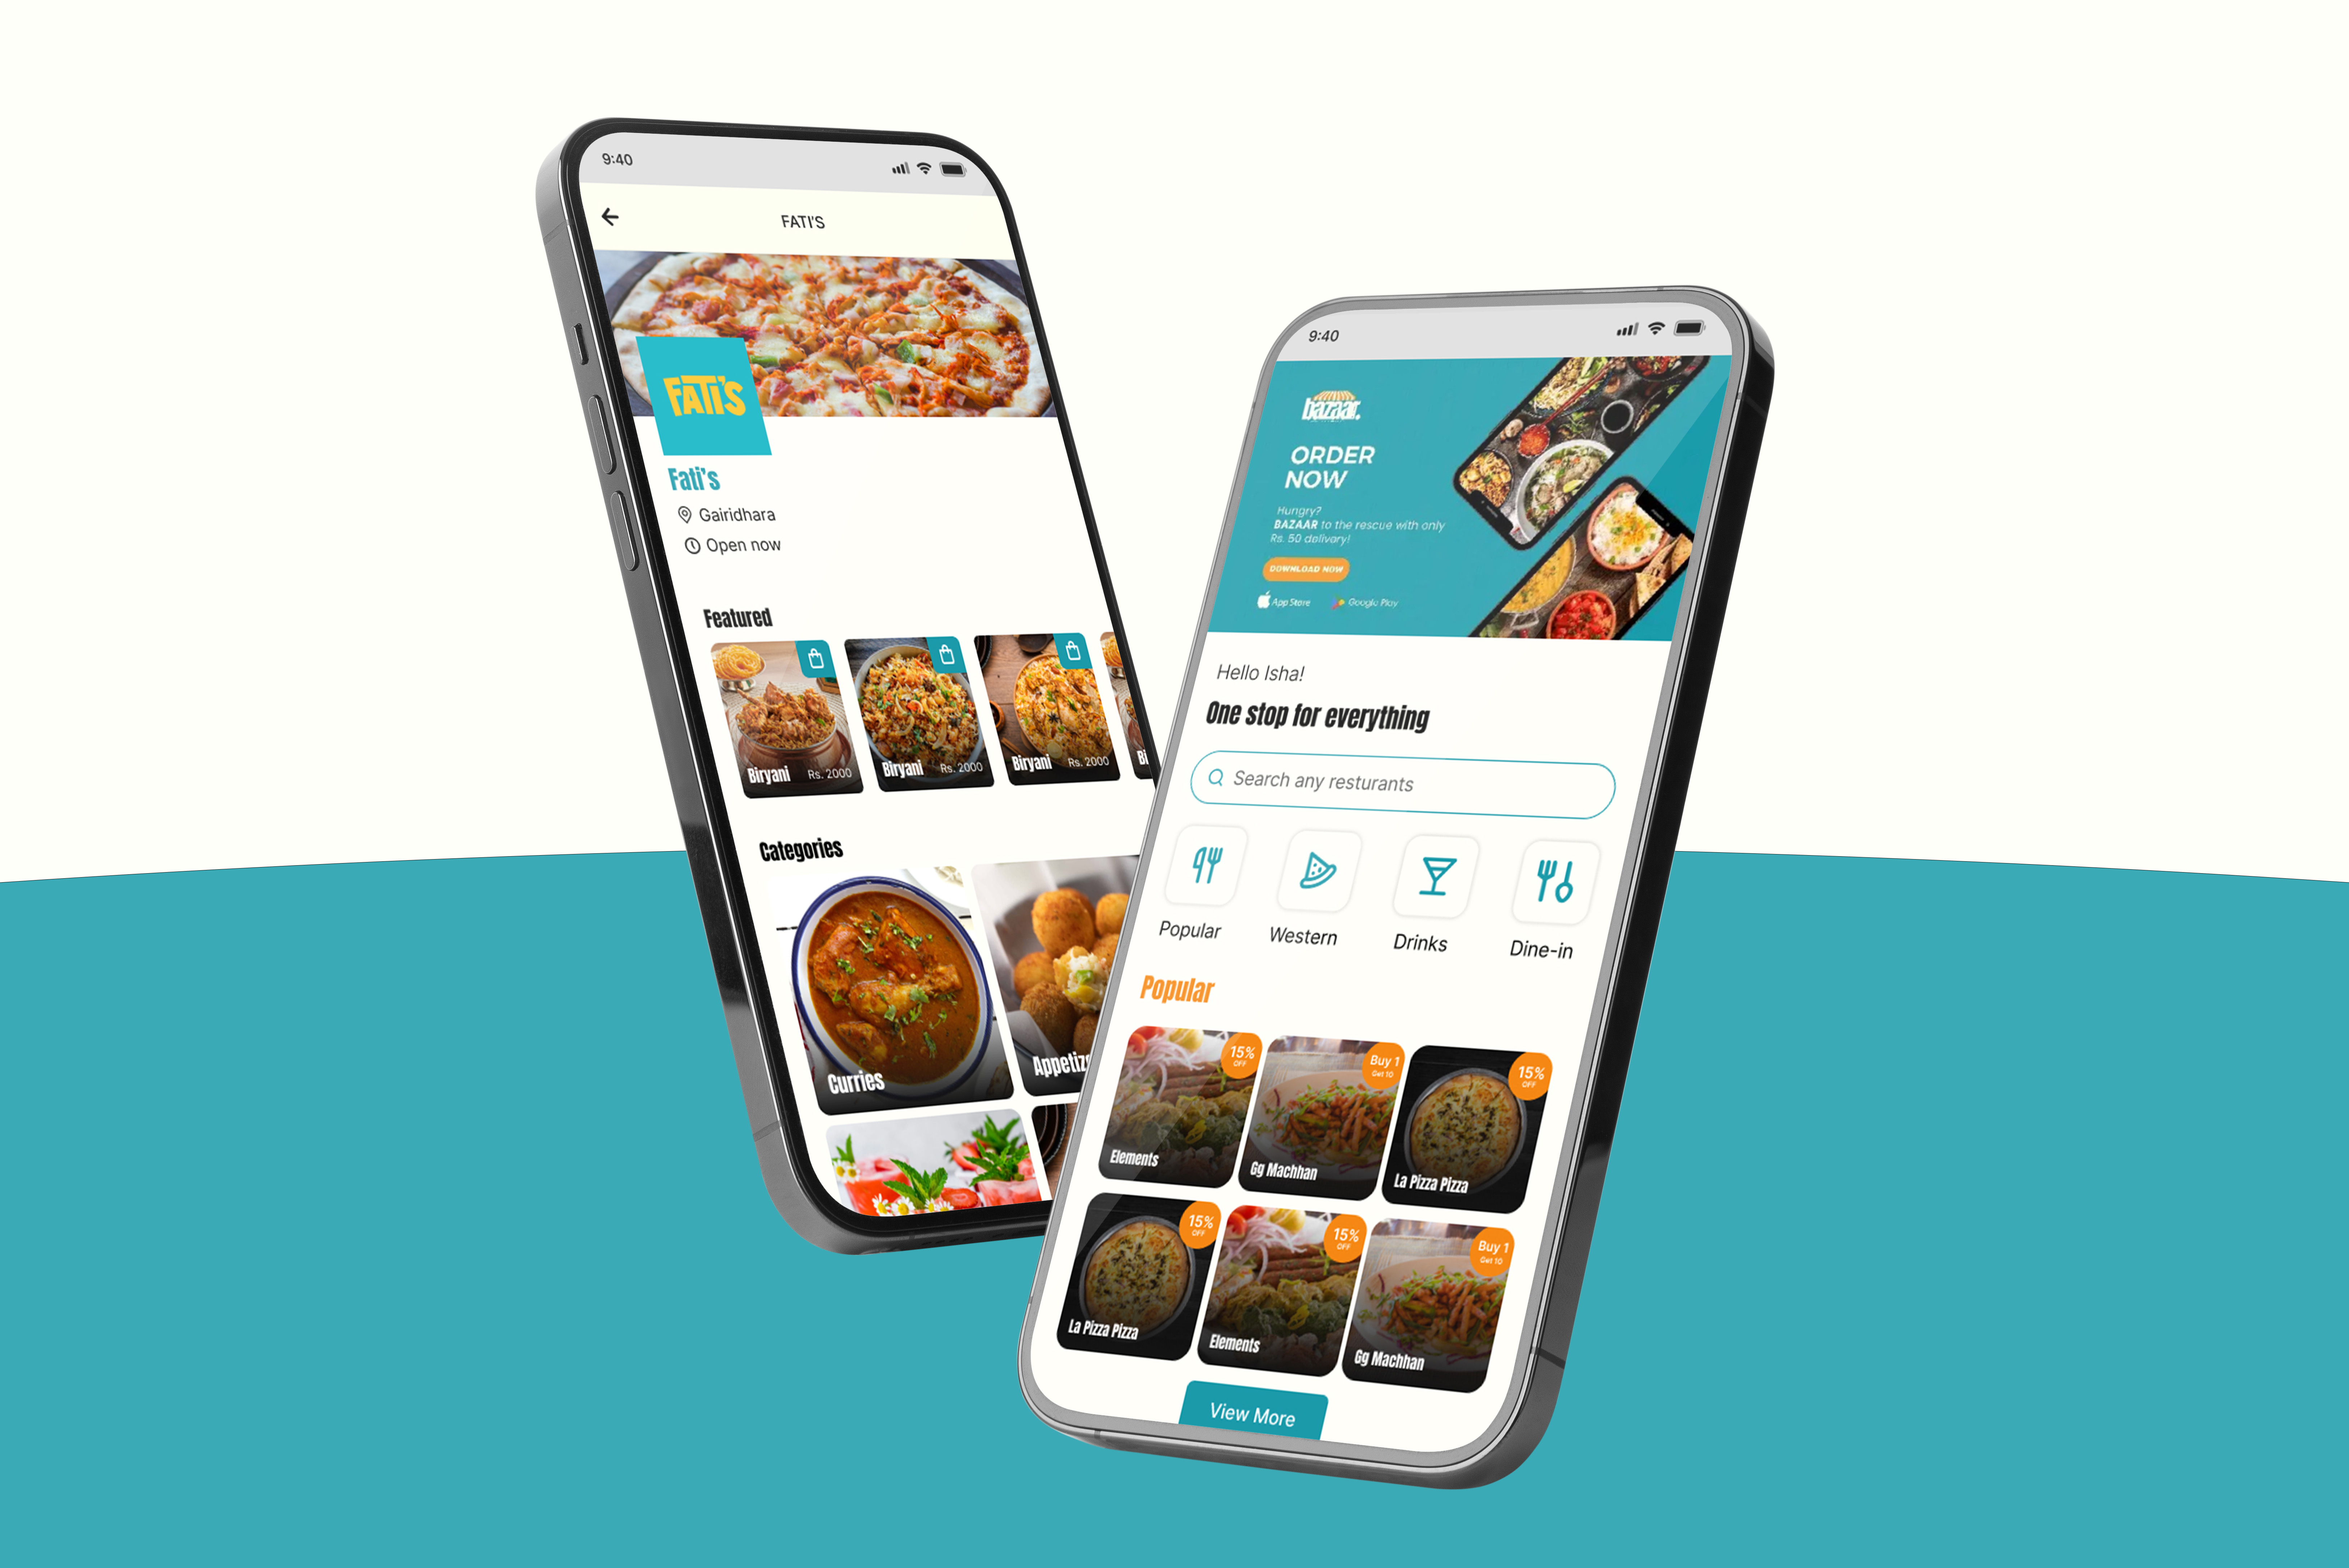 9:40
FATI'S
FATI'S
Fati's
Gairidhara
Open now
Featured
Biryani Rs. 2000
Biryani Rs. 2000
Biryani Rs. 2000
Bi
Categories
Curries
Appetiz
9:40
bazaar.
ORDER
NOW
Hungry?
BAZAAR to the rescue with only
Rs. 50 delivery!
DOWNLOAD NOW
App Store Google Play
Hello Isha!
One stop for everything
Search any resturants
Popular Western Drinks Dine-in
Popular
15%
OFF
Elements
Buy 1
Get 10
Gg Machhan
15%
OFF
La Pizza Pizza
15%
OFF
La Pizza Pizza
15%
OFF
Elements
Buy 1
Get 10
Gg Machhan
View More